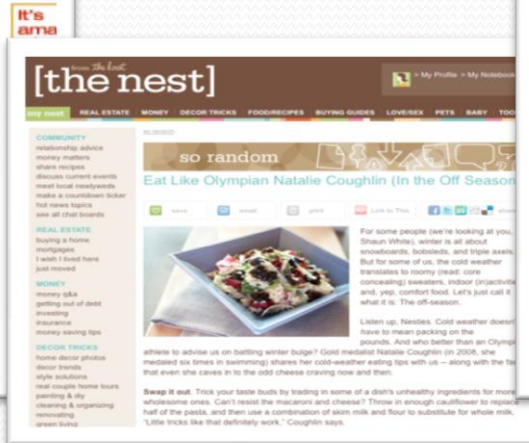 It's
ama
from the knot
[the nest]
> My Profile > My Notebook
my nest REAL ESTATE MONEY DECOR TRICKS FOOD/RECIPES BUYING GUIDES LOVE/SEX PETS BABY TOO
so random
so random
Eat Like Olympian Natalie Coughlin (In the Off Season
save email print Link to This share
COMMUNITY
relationship advice
money matters
share recipes
discuss current events
meet local newlyweds
make a countdown ticker
hot news topics
see all chat boards
REAL ESTATE
buying a home
mortgages
I wish I lived here
just moved
MONEY
money q&a
getting out of debt
investing
insurance
money saving tips
DECOR TRICKS
home decor photos
decor trends
style solutions
real couple home tours
painting & diy
cleaning & organizing
renovating
green living
For some people (we're looking at you,
Shaun White), winter is all about
snowboards, bobsleds, and triple axels.
But for some of us, the cold weather
translates to roomy (read: core
concealing) sweaters, indoor (in)activitie
and, yep, comfort food. Let's just call it
what it is: The off-season.
Listen up, Nesties. Cold weather doesn'
have to mean packing on the
pounds. And who better than an Olympi
athlete to advise us on battling winter bulge? Gold medalist Natalie Coughlin (in 2008, she
medaled six times in swimming) shares her cold-weather eating tips with us -- along with the fa
that even she caves in to the odd cheese craving now and then.
Swap it out. Trick your taste buds by trading in some of a dish's unhealthy ingredients for more
wholesome ones. Can't resist the macaroni and cheese? Throw in enough cauliflower to replace
half of the pasta, and then use a combination of skim milk and flour to substitute for whole milk.
"Little tricks like that definitely work," Coughlin says.